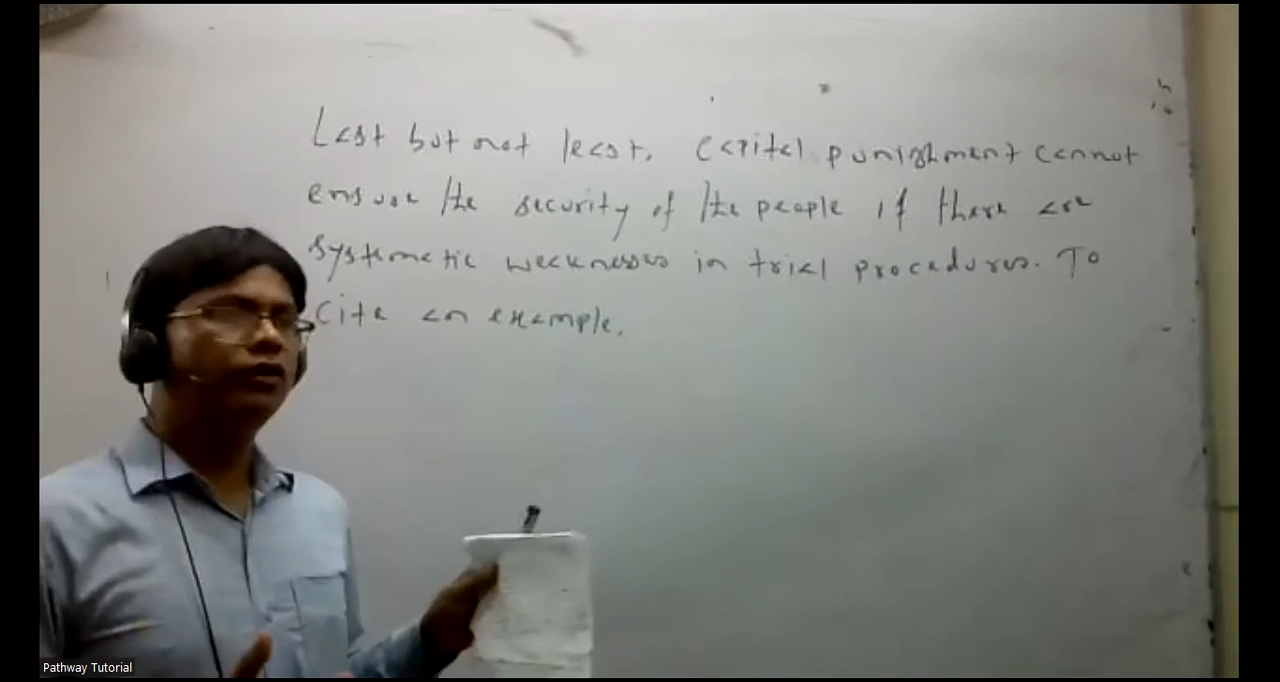 Last but not least, capital punishment cannot
ensure the security of the people if there are
systematic weaknesses in trial procedures. To
cite an example,
Pathway Tutorial